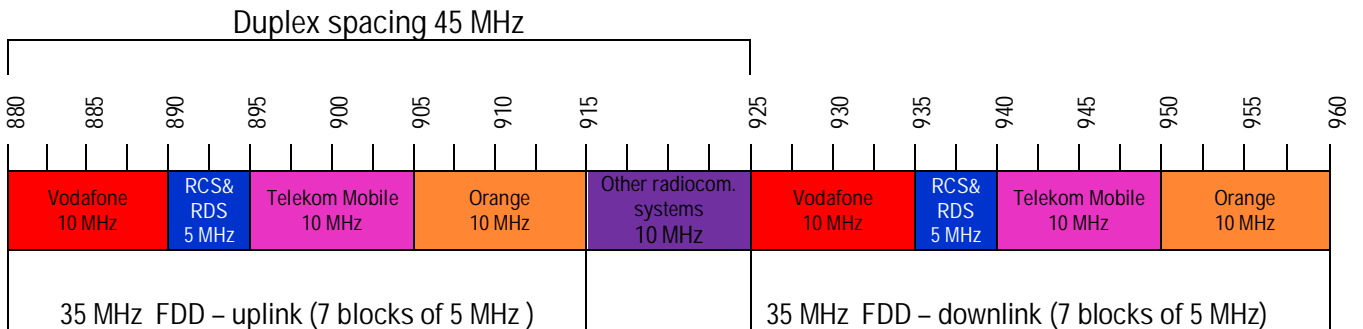 Duplex spacing 45 MHz
880 885 890 895 900 905 910 915 925 930 935 940 945 950 955 960
Vodafone
10 MHz
RCS&
RDS
5 MHz
Telekom Mobile
10 MHz
Orange
10 MHz
Other radiocom.
systems
10 MHz
Vodafone
10 MHz
RCS&
RDS
5 MHz
Telekom Mobile
10 MHz
Orange
10 MHz
35 MHz FDD – uplink (7 blocks of 5 MHz )
35 MHz FDD – downlink (7 blocks of 5 MHz)